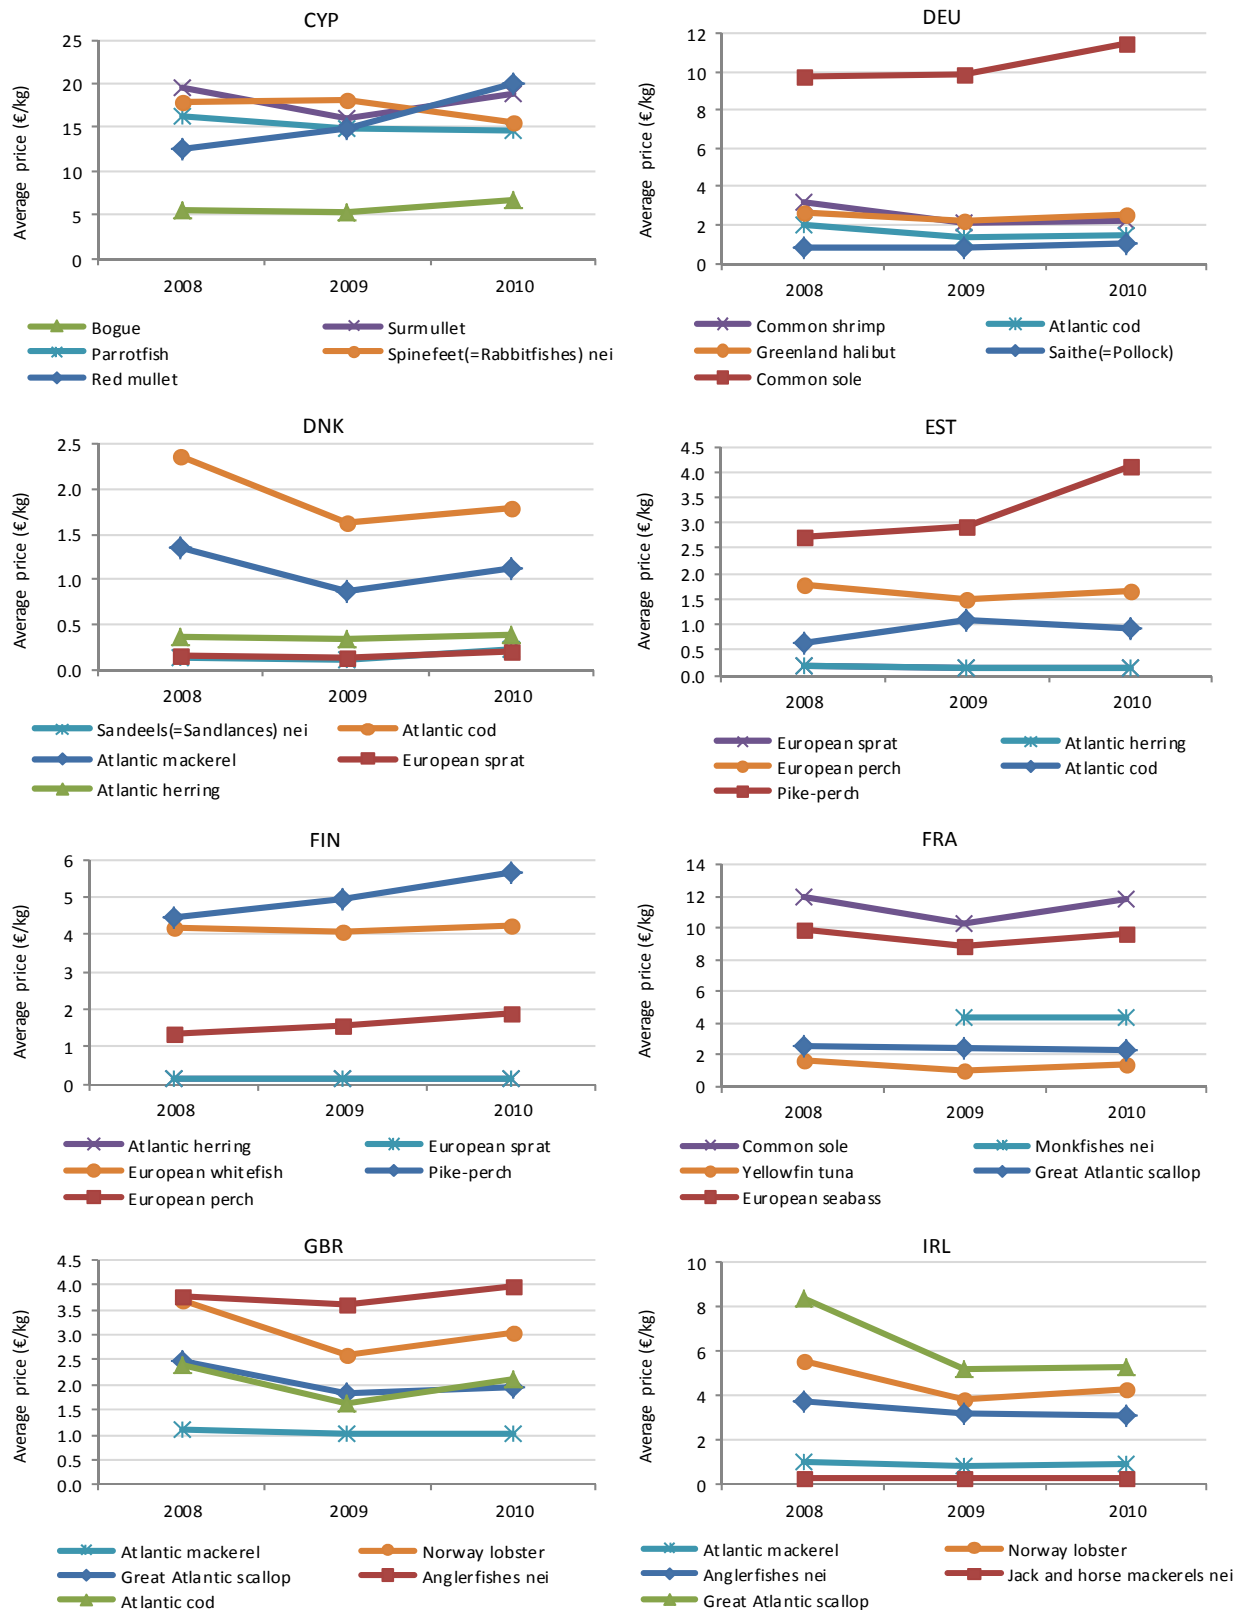 CYP
Average price (€/kg)
25
20
15
10
5
0
2008 2009 2010
Bogue Surmullet
Parrotfish Spinefeet(=Rabbitfishes) nei
Red mullet
DEU
Average price (€/kg)
12
10
8
6
4
2
0
2008 2009 2010
Common shrimp Atlantic cod
Greenland halibut Saithe(=Pollock)
Common sole
DNK
Average price (€/kg)
2.5
2.0
1.5
1.0
0.5
0.0
2008 2009 2010
Sandeels(=Sandlances) nei Atlantic cod
Atlantic mackerel European sprat
Atlantic herring
EST
Average price (€/kg)
4.5
4.0
3.5
3.0
2.5
2.0
1.5
1.0
0.5
0.0
2008 2009 2010
European sprat Atlantic herring
European perch Atlantic cod
Pike-perch
FIN
Average price (€/kg)
6
5
4
3
2
1
0
2008 2009 2010
Atlantic herring European sprat
European whitefish Pike-perch
European perch
FRA
Average price (€/kg)
14
12
10
8
6
4
2
0
2008 2009 2010
Common sole Monkfishes nei
Yellowfin tuna Great Atlantic scallop
European seabass
GBR
Average price (€/kg)
4.5
4.0
3.5
3.0
2.5
2.0
1.5
1.0
0.5
0.0
2008 2009 2010
Atlantic mackerel Norway lobster
Great Atlantic scallop Anglerfishes nei
Atlantic cod
IRL
Average price (€/kg)
10
8
6
4
2
0
2008 2009 2010
Atlantic mackerel Norway lobster
Anglerfishes nei Jack and horse mackerels nei
Great Atlantic scallop